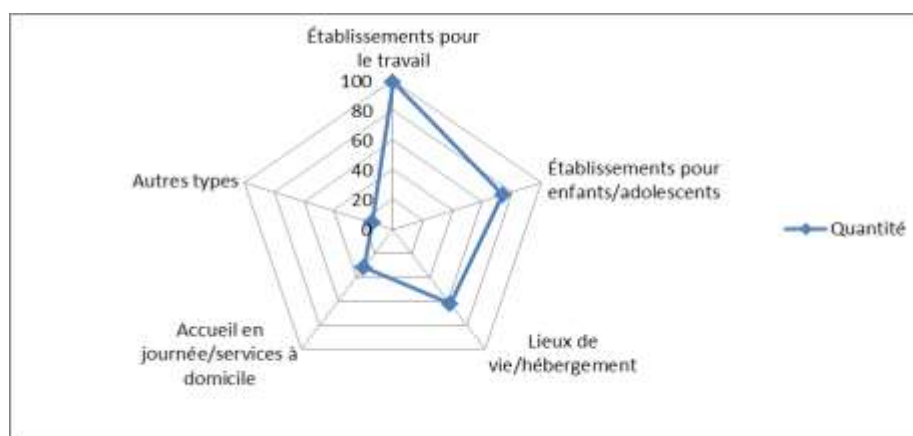 Établissements pour
le travail
100
80
60
40
20
0
Établissements pour
enfants/adolescents
Autres types
Quantité
Accueil en
journée/services à
domicile
Lieux de
vie/hébergement